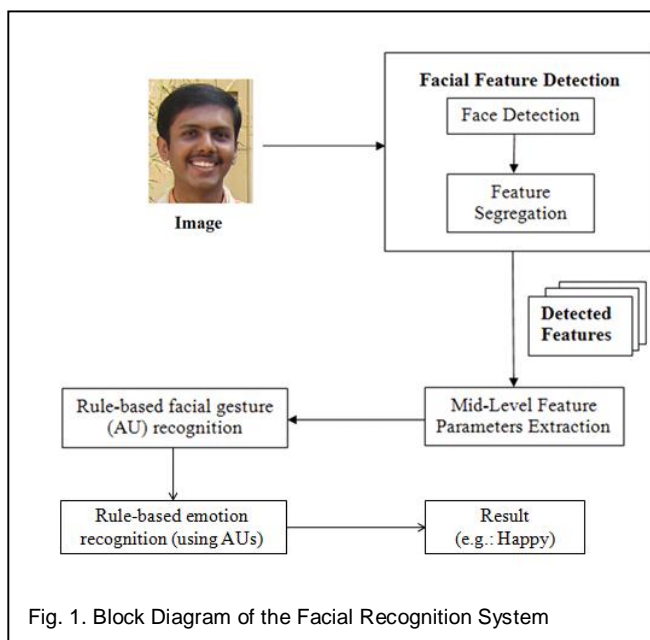 Facial Feature Detection
Face Detection
Feature
Segregation
Image
Detected
Features
Mid-Level Feature
Parameters Extraction
Rule-based facial gesture
(AU) recognition
Rule-based emotion
recognition (using AUs)
Result
(e.g.: Happy)
Fig. 1. Block Diagram of the Facial Recognition System